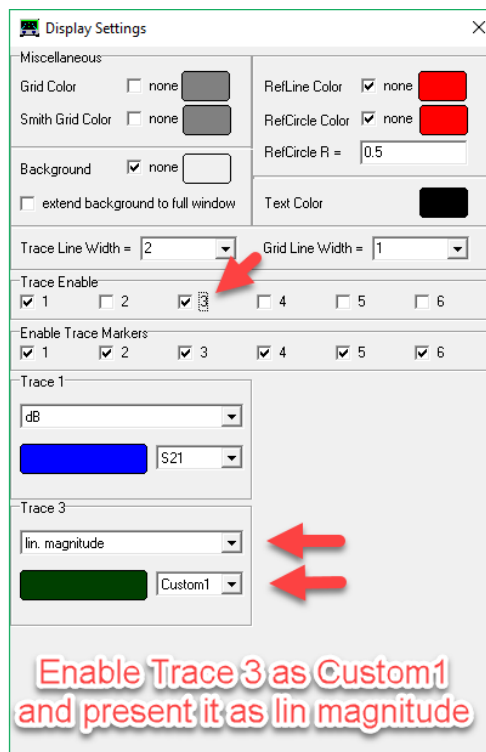 Display Settings
Miscellaneous
Grid Color none
Smith Grid Color none
Background none
extend background to full window
RefLine Color none
RefCircle Color none
RefCircle R = 0.5
Text Color
Trace Line Width = 2 Grid Line Width = 1
Trace Enable
1 2 3 4 5 6
Enable Trace Markers
1 2 3 4 5 6
Trace 1
dB
S21
Trace 3
lin. magnitude
Custom1
Enable Trace 3 as Custom1
and present it as lin magnitude